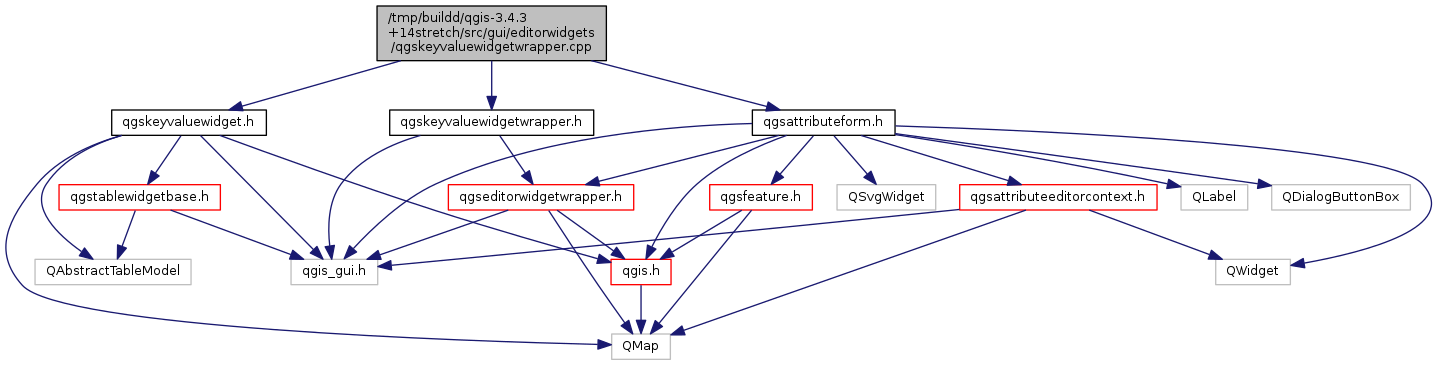 /tmp/buildd/qgis-3.4.3
+14stretch/src/gui/editorwidgets
/qgskeyvaluewidgetwrapper.cpp
qgskeyvaluewidget.h
qgskeyvaluewidgetwrapper.h
qgsattributeform.h
qgstablewidgetbase.h
qgseditorwidgetwrapper.h
qgsfeature.h
QSvgWidget
qgsattributeeditorcontext.h
QLabel
QDialogButtonBox
QAbstractTableModel
qgis_gui.h
qgis.h
QWidget
QMap